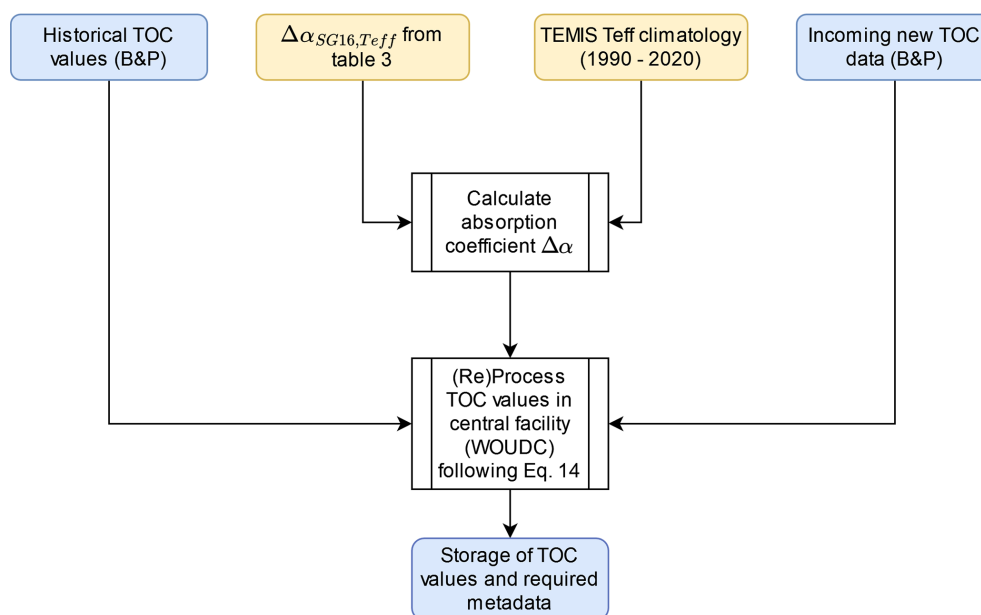 Historical TOC
values (B&P)
Δα_{SG16,Teff} from
table 3
TEMIS Teff climatology
(1990 - 2020)
Incoming new TOC
data (B&P)
Calculate
absorption
coefficient Δα
(Re)Process
TOC values in
central facility
(WOUDC)
following Eq. 14
Storage of TOC
values and required
metadata